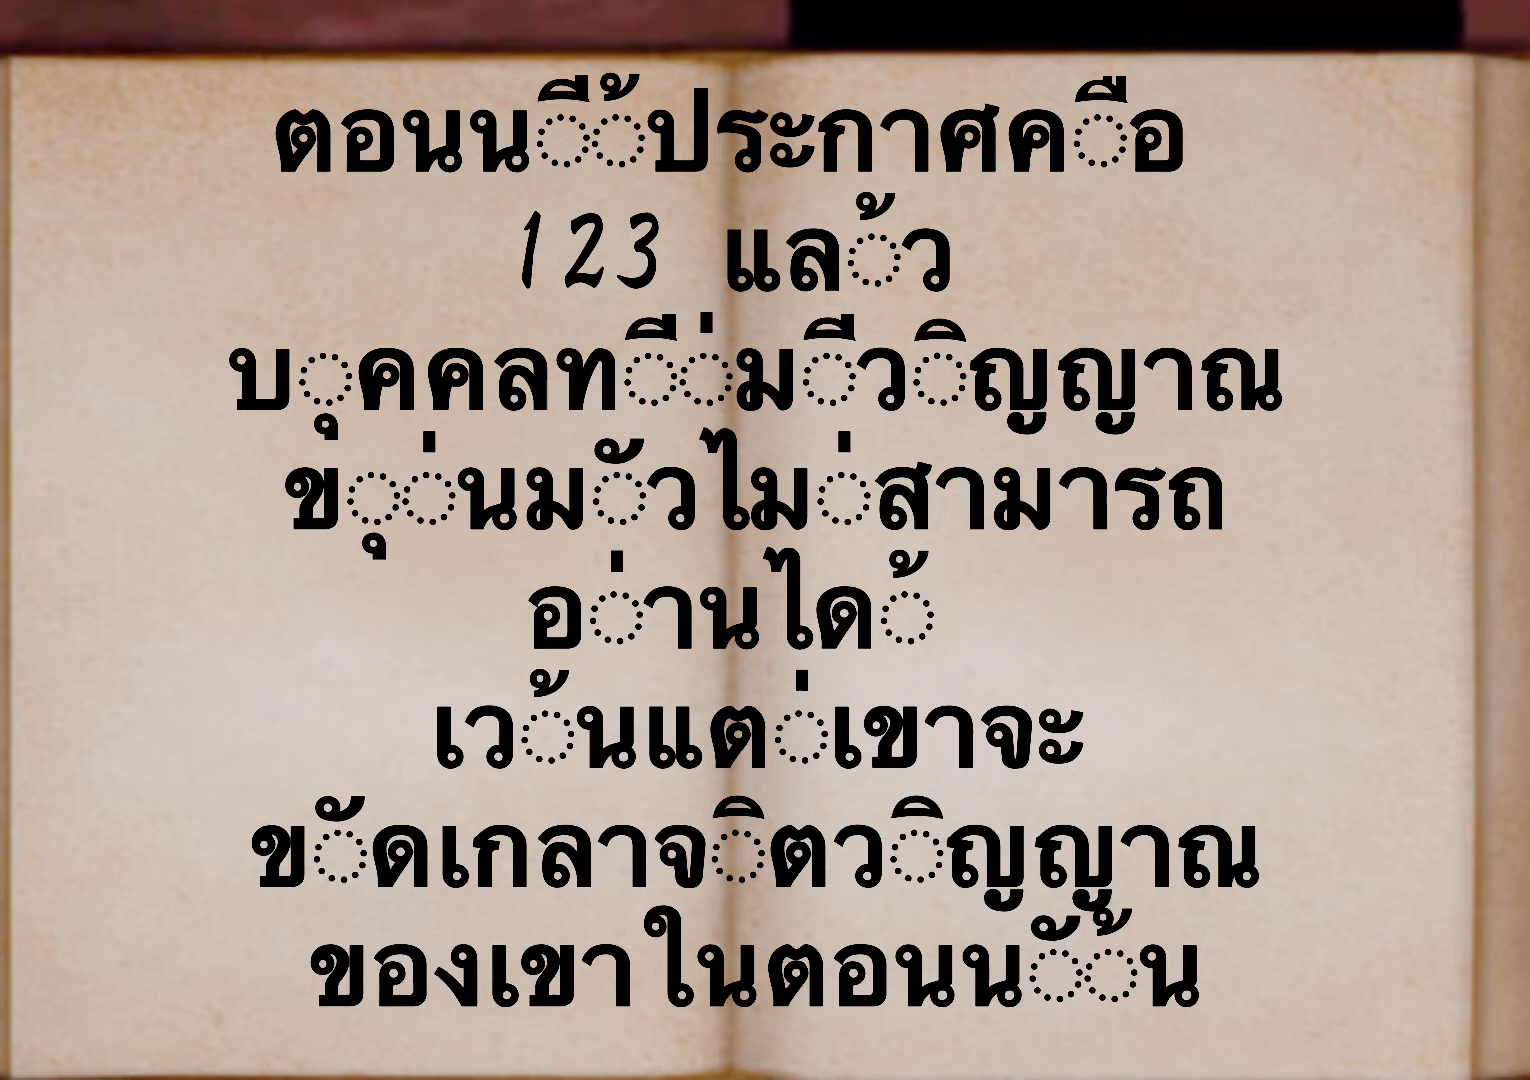 ตอนนี้ประกาศคือ
123 แล้ว
บุคคลที่มีวิญญาณ
ขุ่นมัวไม่สามารถ
อ่านได้
เว้นแต่เขาจะ
ขัดเกลาจิตวิญญาณ
ของเขาในตอนนั้น